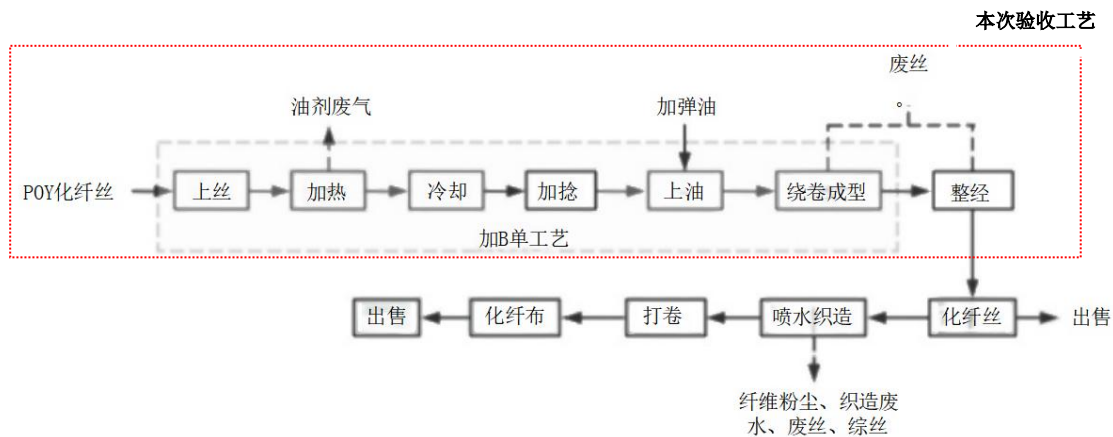 本次验收工艺
废丝
油剂废气
加弹油
POY化纤丝
上丝
加热
冷却
加捻
上油
绕卷成型
整经
加B单工艺
出售
化纤布
打卷
喷水织造
化纤丝
出售
纤维粉尘、织造废
水、废丝、综丝